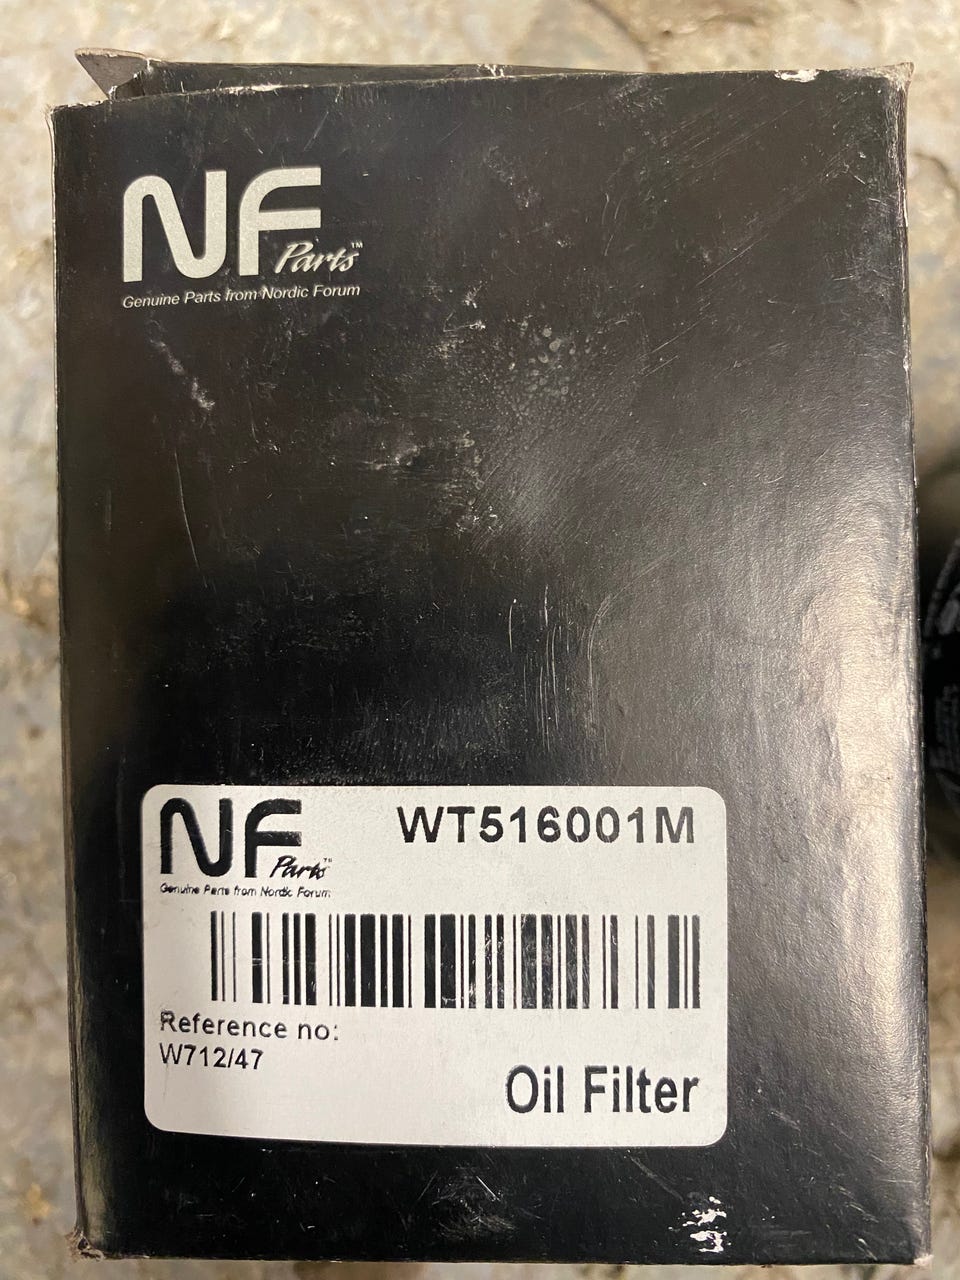 NF
Parts™
Genuine Parts from Nordic Forum
NF
Parts™
Genuine Parts from Nordic Forum
WT516001M
Reference no:
W712/47
Oil Filter